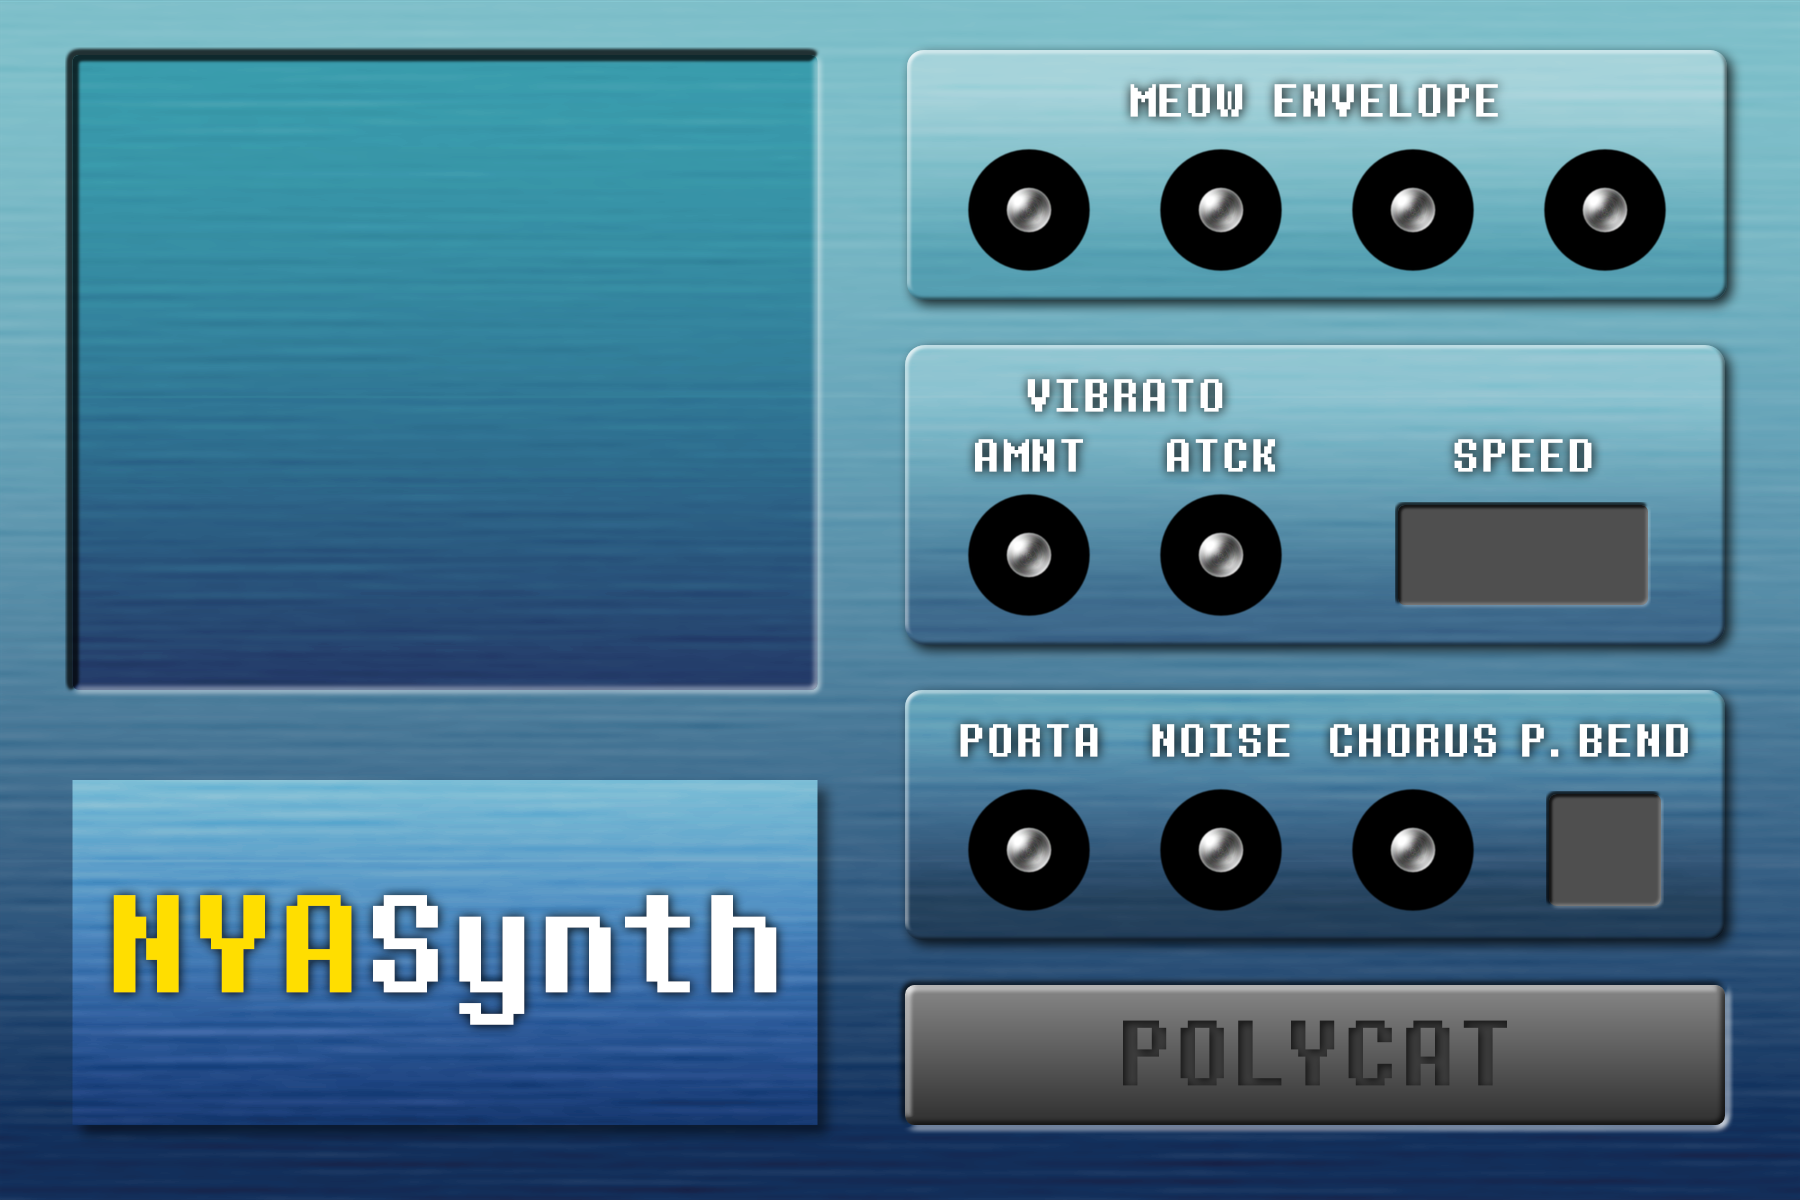 MEOW ENVELOPE
VIBRATO
AMNT ATCK SPEED
PORTA NOISE CHORUS P. BEND
NYASynth
POLYCAT